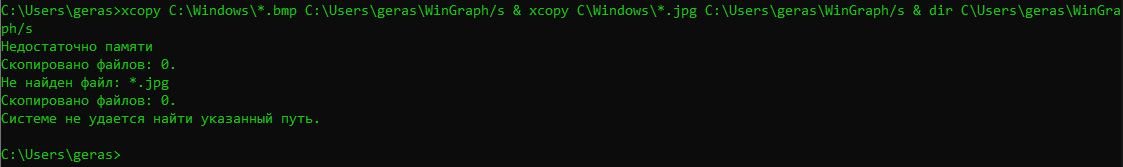 C:\Users\geras>xcopy C:\Windows\*.bmp C:\Users\geras\WinGraph/s & xcopy C\Windows\*.jpg C:\Users\geras\WinGraph/s & dir C\Users\geras\WinGra
ph/s
Недостаточно памяти
Скопировано файлов: 0.
Не найден файл: *.jpg
Скопировано файлов: 0.
Системе не удается найти указанный путь.
C:\Users\geras>